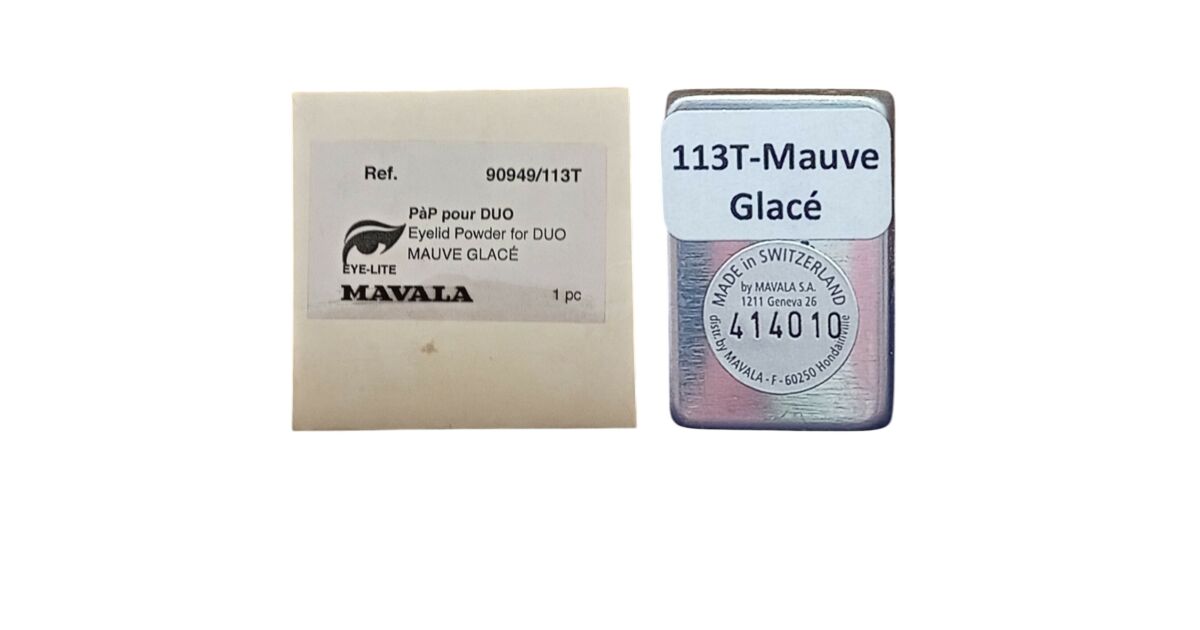 Ref. 90949/113T
PàP pour DUO
Eyelid Powder for DUO
MAUVE GLACÉ
EYE-LITE
MAVALA 1 pc
113T-Mauve
Glacé
MADE in SWITZERLAND
by MAVALA S.A.
1211 Geneva 26
414010
distr.by MAVALA - F - 60250 Hondainville